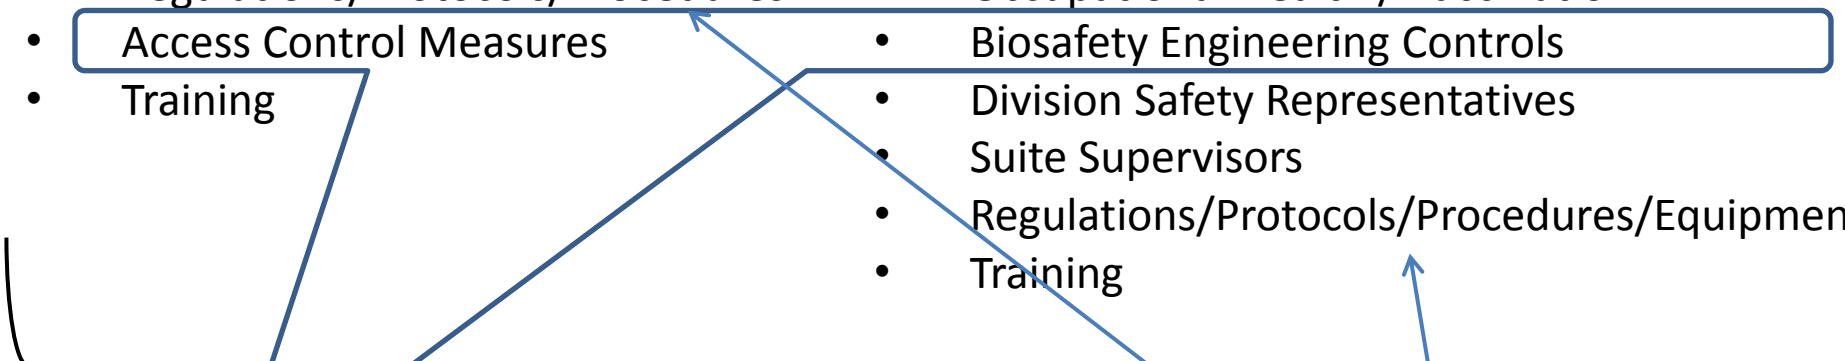 • Access Control Measures
• Training
• Biosafety Engineering Controls
• Division Safety Representatives
• Suite Supervisors
• Regulations/Protocols/Procedures/Equipmen
• Training